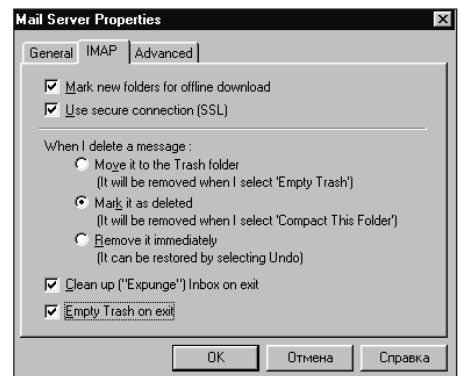 Mail Server Properties
General IMAP Advanced
Mark new folders for offline download
Use secure connection (SSL)
When I delete a message :
Move it to the Trash folder
(It will be removed when I select 'Empty Trash')
Mark it as deleted
(It will be removed when I select 'Compact This Folder')
Remove it immediately
(It can be restored by selecting Undo)
Clean up ("Expunge") Inbox on exit
Empty Trash on exit
OK Отмена Справка